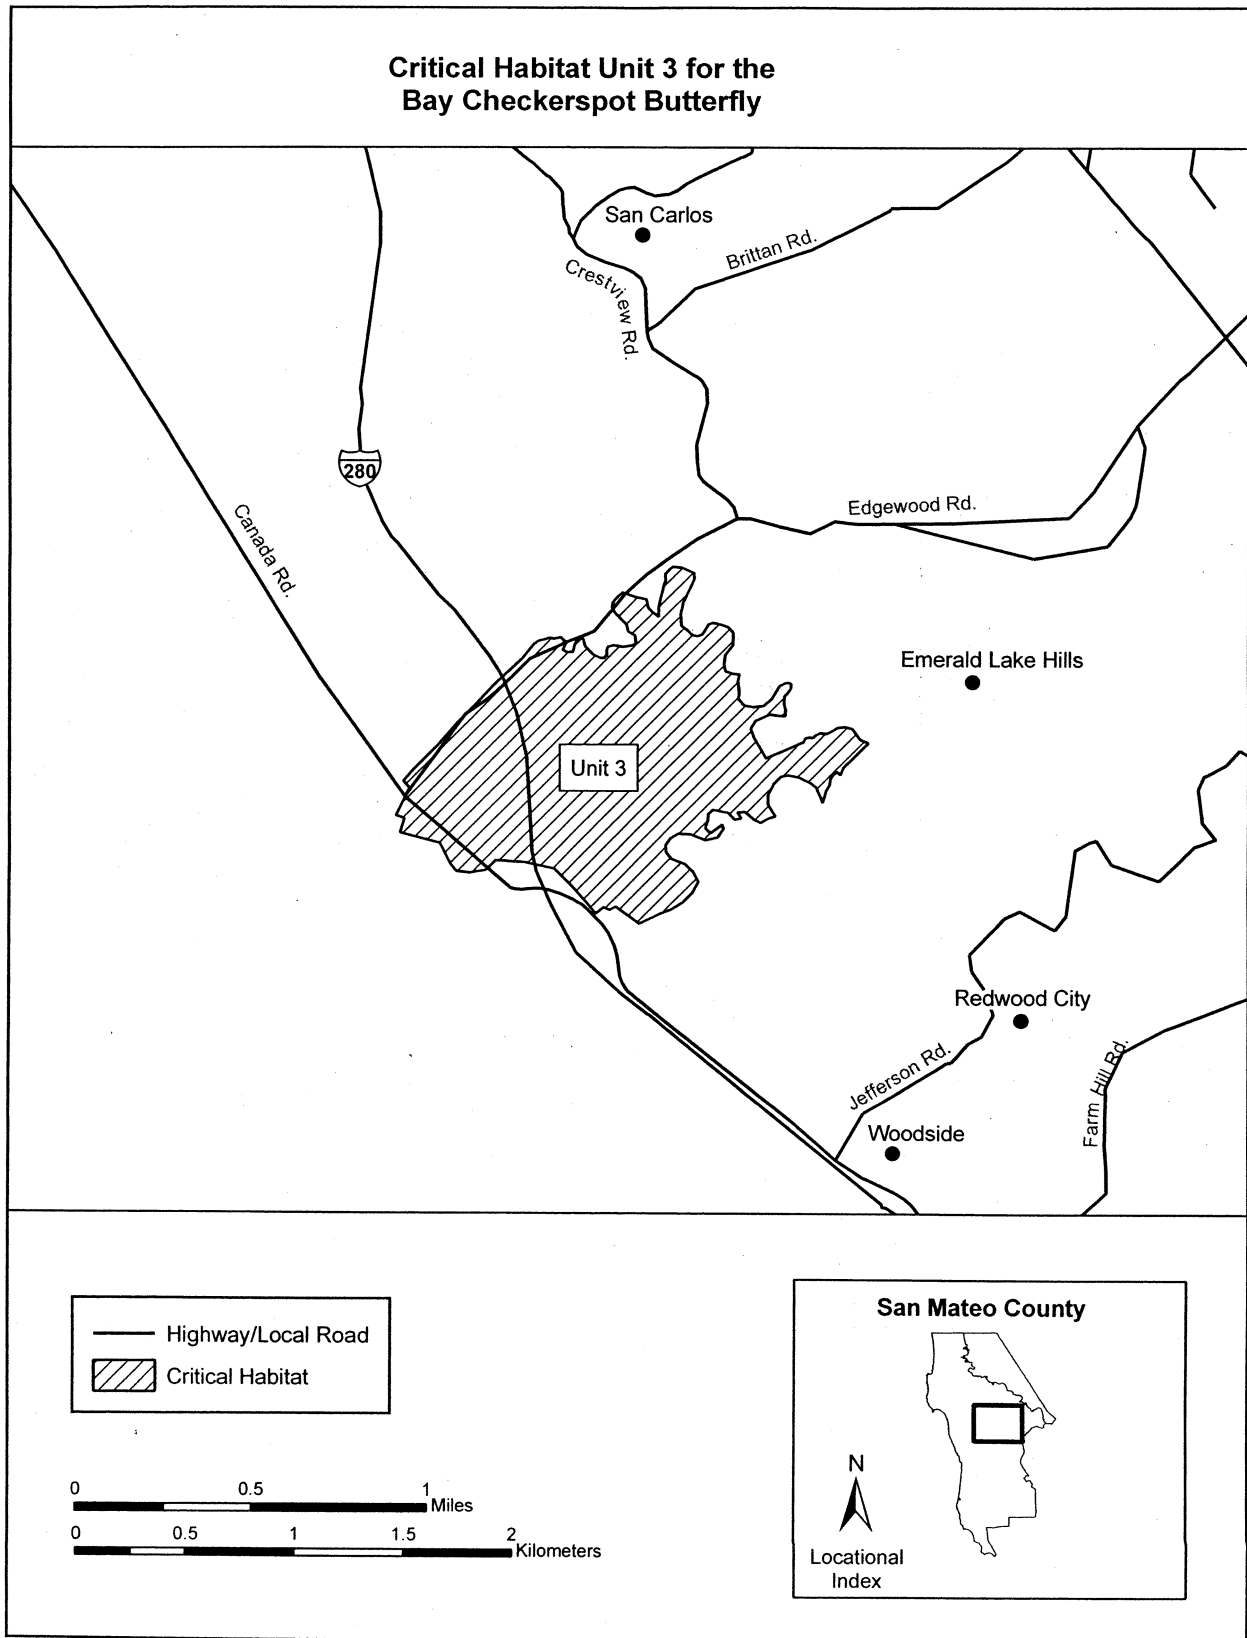 Critical Habitat Unit 3 for the
Bay Checkerspot Butterfly
San Carlos
Brittan Rd.
Crestview Rd.
280
Canada Rd.
Edgewood Rd.
Emerald Lake Hills
Unit 3
Redwood City
Jefferson Rd.
Farm Hill Rd.
Woodside
Highway/Local Road
Critical Habitat
0 0.5 1
Miles
0 0.5 1 1.5 2
Kilometers
San Mateo County
N
Locational
Index